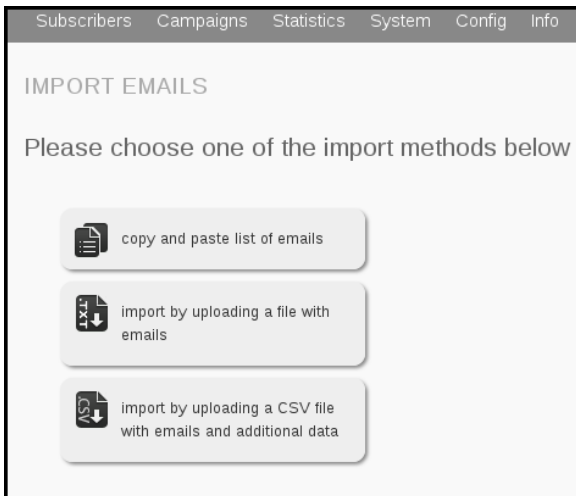 Subscribers Campaigns Statistics System Config Info
IMPORT EMAILS
Please choose one of the import methods below
copy and paste list of emails
.TXT
import by uploading a file with
emails
.CSV
import by uploading a CSV file
with emails and additional data